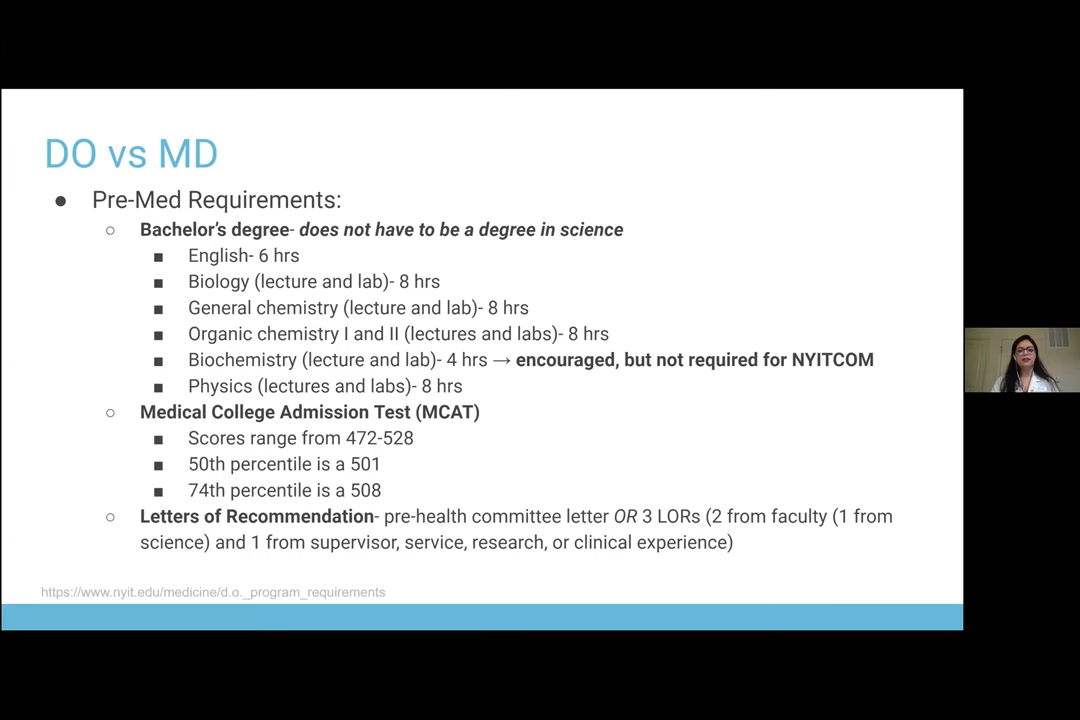 DO vs MD
● Pre-Med Requirements:
○ Bachelor's degree- does not have to be a degree in science
■ English- 6 hrs
■ Biology (lecture and lab)- 8 hrs
■ General chemistry (lecture and lab)- 8 hrs
■ Organic chemistry I and II (lectures and labs)- 8 hrs
■ Biochemistry (lecture and lab)- 4 hrs → encouraged, but not required for NYITCOM
■ Physics (lectures and labs)- 8 hrs
○ Medical College Admission Test (MCAT)
■ Scores range from 472-528
■ 50th percentile is a 501
■ 74th percentile is a 508
○ Letters of Recommendation- pre-health committee letter OR 3 LORs (2 from faculty (1 from
science) and 1 from supervisor, service, research, or clinical experience)
https://www.nyit.edu/medicine/d.o._program_requirements